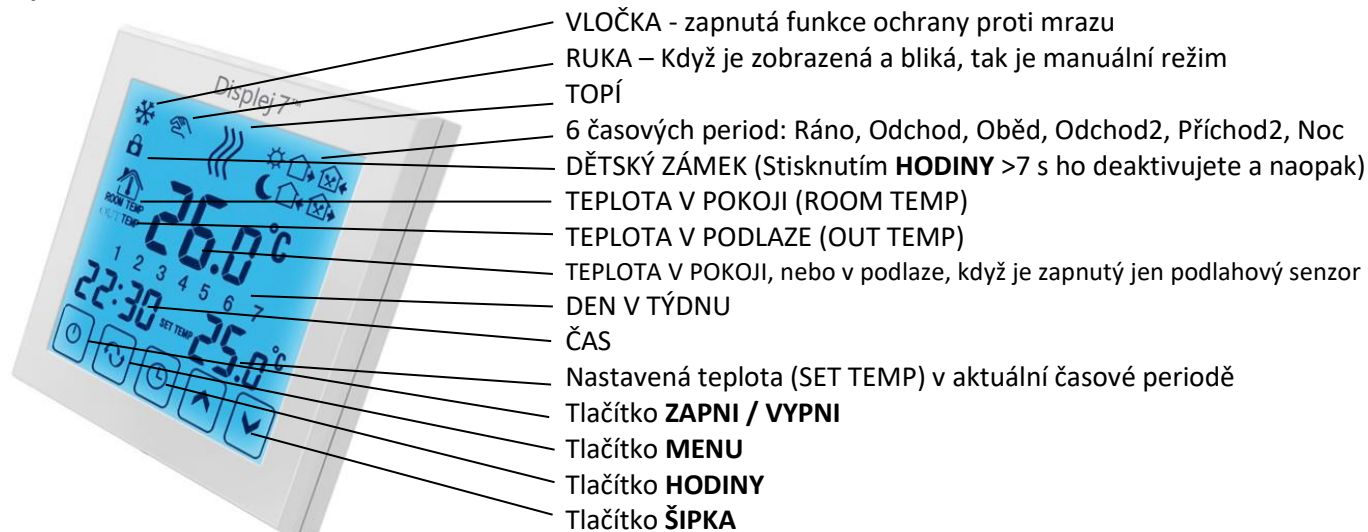 VLOČKA - zapnutá funkce ochrany proti mrazu
RUKA – Když je zobrazená a bliká, tak je manuální režim
TOPÍ
6 časových period: Ráno, Odchod, Oběd, Odchod2, Příchod2, Noc
DĚTSKÝ ZÁMEK (Stisknutím HODINY >7 s ho deaktivujete a naopak)
TEPLOTA V POKOJI (ROOM TEMP)
TEPLOTA V PODLAZE (OUT TEMP)
TEPLOTA V POKOJI, nebo v podlaze, když je zapnutý jen podlahový senzor
DEN V TÝDNU
ČAS
Nastavená teplota (SET TEMP) v aktuální časové periodě
Tlačítko ZAPNI / VYPNI
Tlačítko MENU
Tlačítko HODINY
Tlačítko ŠIPKA
Displej 7™
ROOM TEMP
TEMP
26.0°C
1 2 3 4 5 6 7
22:30 SET TEMP 25.0°C